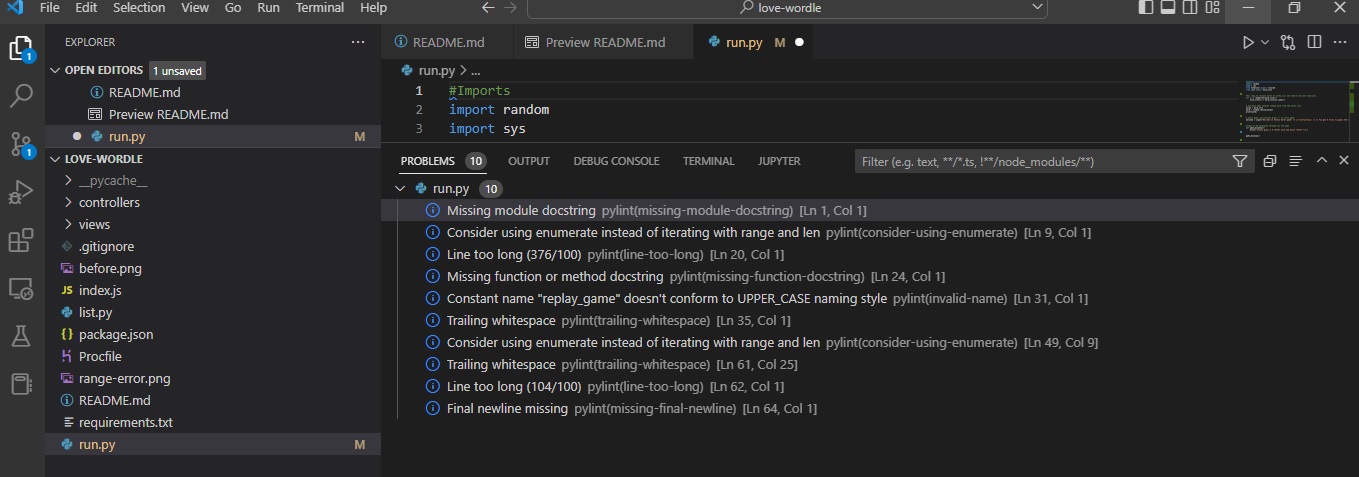 File Edit Selection View Go Run Terminal Help love-wordle
EXPLORER
OPEN EDITORS 1 unsaved
README.md
Preview README.md
run.py M
LOVE-WORDLE
__pycache__
controllers
views
.gitignore
before.png
JS index.js
list.py
{} package.json
Procfile
range-error.png
README.md
requirements.txt
run.py M
1
1
README.md Preview README.md run.py M
run.py > ...
1 #Imports
2 import random
3 import sys
PROBLEMS 10 OUTPUT DEBUG CONSOLE TERMINAL JUPYTER Filter (e.g. text, **/*.ts, !**/node_modules/**)
run.py 10
Missing module docstring pylint(missing-module-docstring) [Ln 1, Col 1]
Consider using enumerate instead of iterating with range and len pylint(consider-using-enumerate) [Ln 9, Col 1]
Line too long (376/100) pylint(line-too-long) [Ln 20, Col 1]
Missing function or method docstring pylint(missing-function-docstring) [Ln 24, Col 1]
Constant name "replay_game" doesn't conform to UPPER_CASE naming style pylint(invalid-name) [Ln 31, Col 1]
Trailing whitespace pylint(trailing-whitespace) [Ln 35, Col 1]
Consider using enumerate instead of iterating with range and len pylint(consider-using-enumerate) [Ln 49, Col 9]
Trailing whitespace pylint(trailing-whitespace) [Ln 61, Col 25]
Line too long (104/100) pylint(line-too-long) [Ln 62, Col 1]
Final newline missing pylint(missing-final-newline) [Ln 64, Col 1]